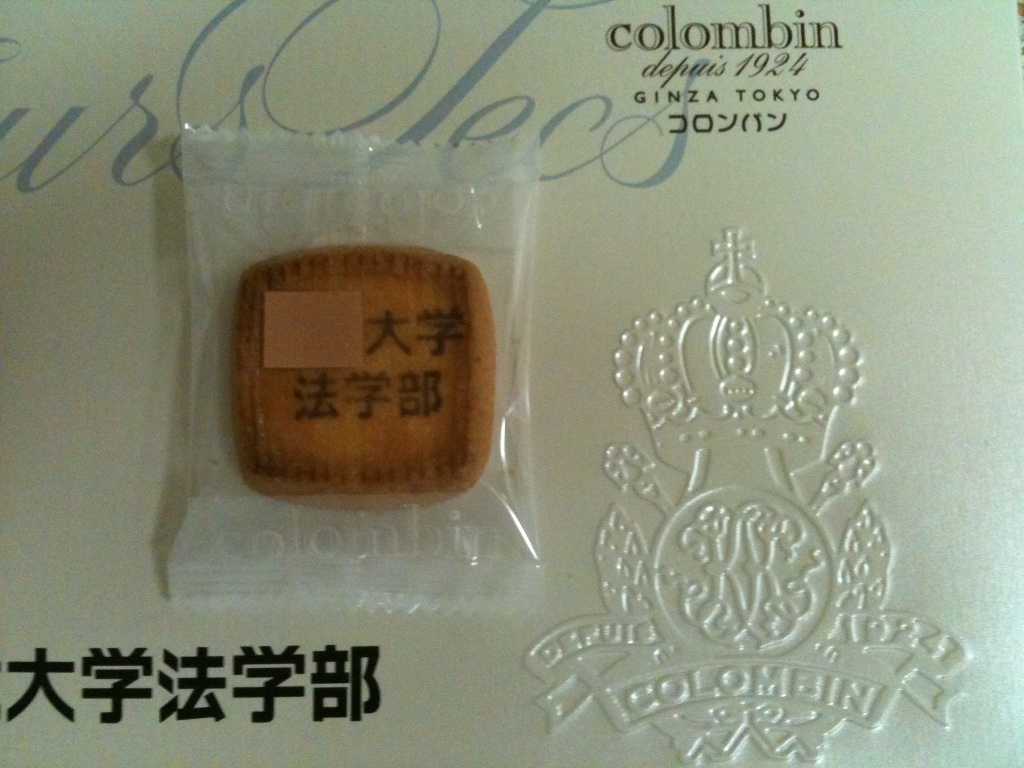 colombin
depuis 1924
GINZA TOKYO
コロンバン
colombin
大学
法学部
colombin
DEPUIS 1924
COLOMBIN
大学法学部